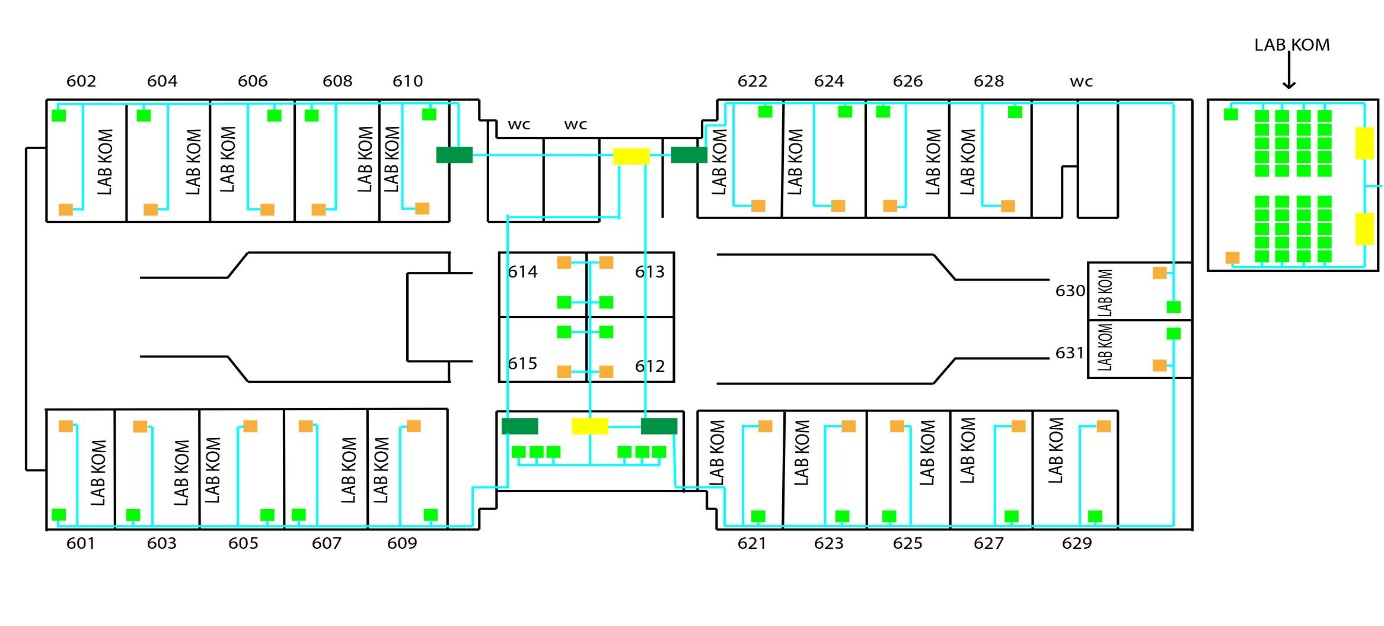 LAB KOM
602 604 606 608 610 622 624 626 628 wc
wc wc
LAB KOM LAB KOM LAB KOM LAB KOM LAB KOM LAB KOM LAB KOM LAB KOM LAB KOM
614 613
630 LAB KOM
615 612
631 LAB KOM
LAB KOM LAB KOM LAB KOM LAB KOM LAB KOM LAB KOM LAB KOM LAB KOM LAB KOM LAB KOM
601 603 605 607 609 621 623 625 627 629